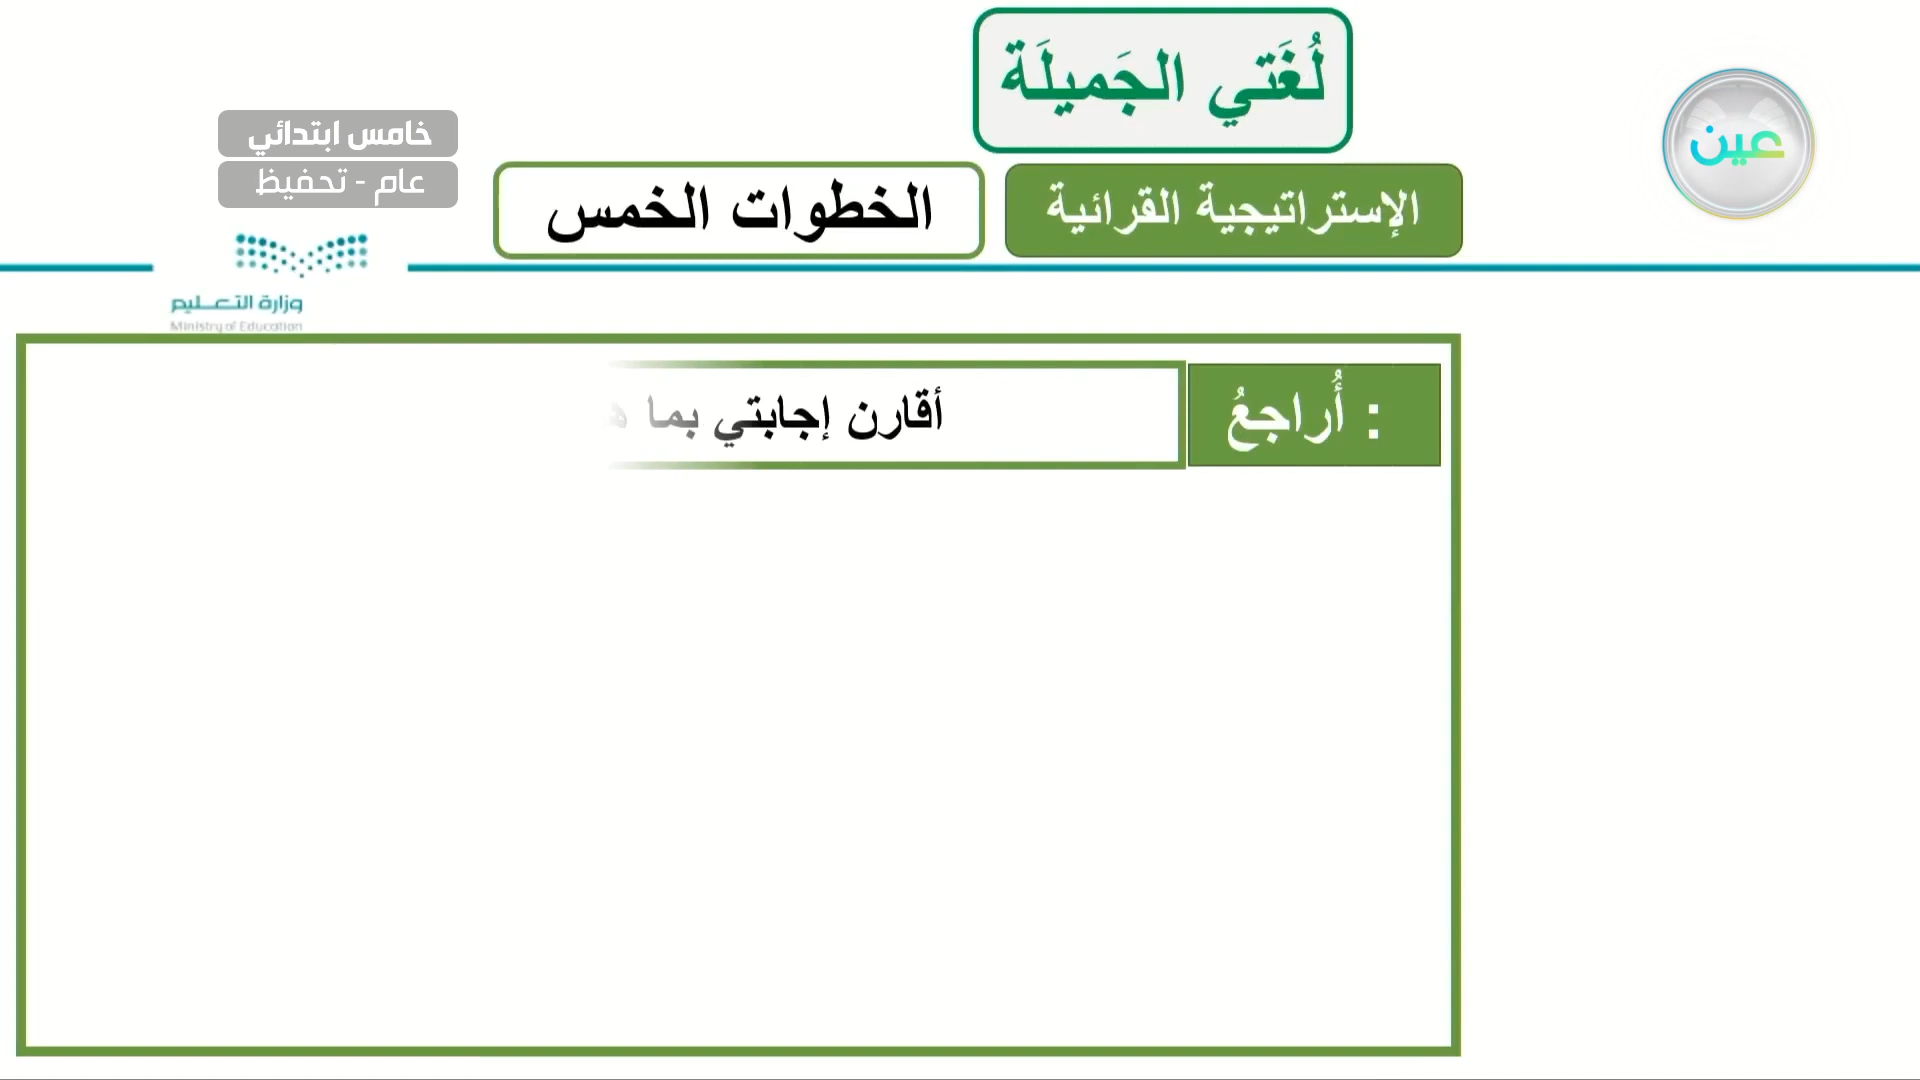 لُغَتي الجَميلَة
خامس ابتدائي
عام - تحفيظ
عين
الإستراتيجية القرائية
الخطوات الخمس
وزارة التعليم
Ministry of Education
أُراجعُ :
أقارن إجابتي بما